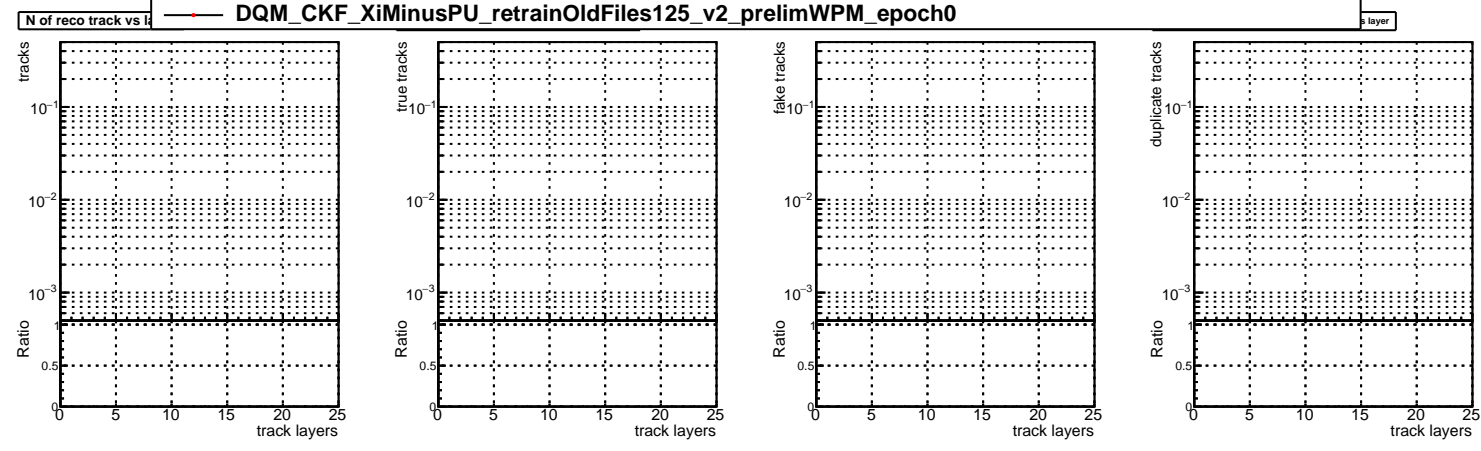 DQM_CKF_XiMinusPU_retrainOldFiles125_v2_prelimWPM_epoch0
N of reco track vs la
s layer
tracks
10⁻¹
10⁻²
10⁻³
Ratio
1
0.5
0
0 5 10 15 20 25
track layers
true tracks
10⁻¹
10⁻²
10⁻³
Ratio
1
0.5
0
0 5 10 15 20 25
track layers
fake tracks
10⁻¹
10⁻²
10⁻³
Ratio
1
0.5
0
0 5 10 15 20 25
track layers
duplicate tracks
10⁻¹
10⁻²
10⁻³
Ratio
1
0.5
0
0 5 10 15 20 25
track layers